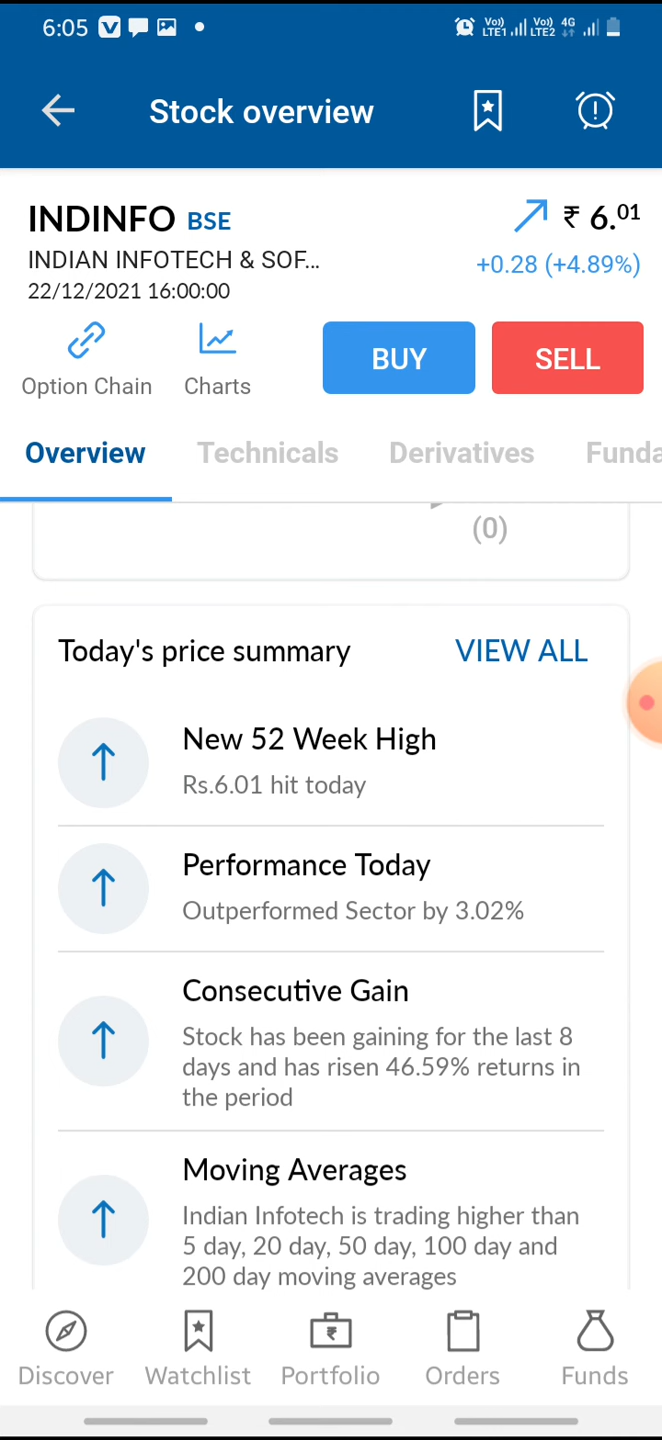 6:05 Vo) LTE1 Vo) LTE2 4G
Stock overview
INDINFO BSE
₹ 6.01
INDIAN INFOTECH & SOF...
+0.28 (+4.89%)
22/12/2021 16:00:00
Option Chain
Charts
BUY
SELL
Overview Technicals Derivatives Funda
(0)
Today's price summary VIEW ALL
New 52 Week High
Rs.6.01 hit today
Performance Today
Outperformed Sector by 3.02%
Consecutive Gain
Stock has been gaining for the last 8
days and has risen 46.59% returns in
the period
Moving Averages
Indian Infotech is trading higher than
5 day, 20 day, 50 day, 100 day and
200 day moving averages
Discover Watchlist Portfolio Orders Funds